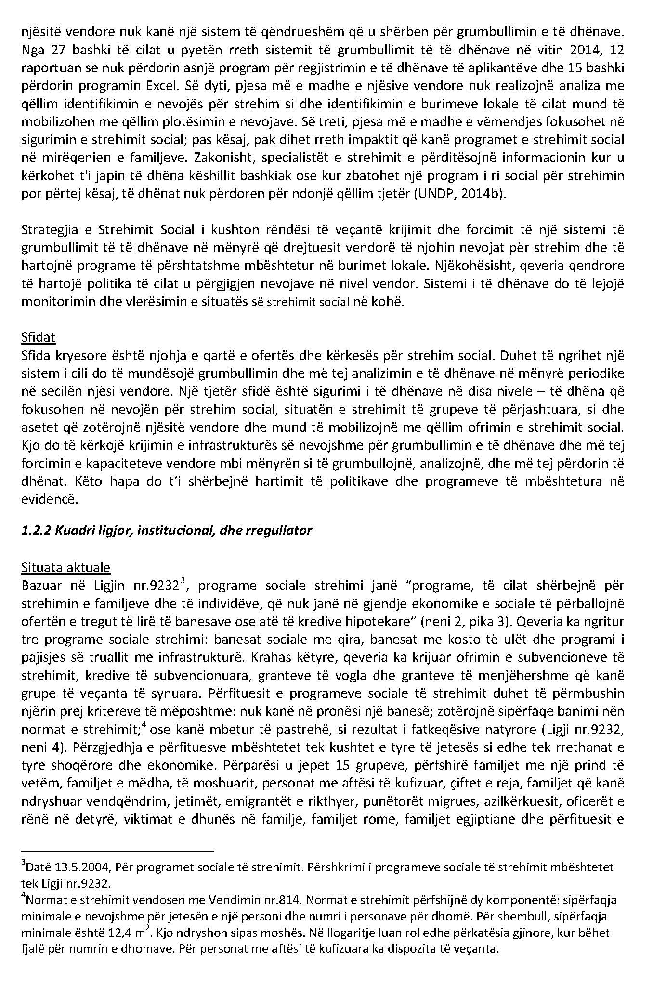 njësitë vendore nuk kanë një sistem të qëndrueshëm që u shërben për grumbullimin e të dhënave.
Nga 27 bashki të cilat u pyetën rreth sistemit të grumbullimit të të dhënave në vitin 2014, 12
raportuan se nuk përdorin asnjë program për regjistrimin e të dhënave të aplikantëve dhe 15 bashki
përdorin programin Excel. Së dyti, pjesa më e madhe e njësive vendore nuk realizojnë analiza me
qëllim identifikimin e nevojës për strehim si dhe identifikimin e burimeve lokale të cilat mund të
mobilizohen me qëllim plotësimin e nevojave. Së treti, pjesa më e madhe e vëmendjes fokusohet në
sigurimin e strehimit social; pas kësaj, pak dihet rreth impaktit që kanë programet e strehimit social
në mirëqenien e familjeve. Zakonisht, specialistët e strehimit e përditësojnë informacionin kur u
kërkohet t'i japin të dhëna këshillit bashkiak ose kur zbatohet një program i ri social për strehimin
por përtej kësaj, të dhënat nuk përdoren për ndonjë qëllim tjetër (UNDP, 2014b).
Strategjia e Strehimit Social i kushton rëndësi të veçantë krijimit dhe forcimit të një sistemi të
grumbullimit të të dhënave në mënyrë që drejtuesit vendorë të njohin nevojat për strehim dhe të
hartojnë programe të përshtatshme mbështetur në burimet lokale. Njëkohësisht, qeveria qendrore
të hartojë politika të cilat u përgjigjen nevojave në nivel vendor. Sistemi i të dhënave do të lejojë
monitorimin dhe vlerësimin e situatës së strehimit social në kohë.
Sfidat
Sfida kryesore është njohja e qartë e ofertës dhe kërkesës për strehim social. Duhet të ngrihet një
sistem i cili do të mundësojë grumbullimin dhe më tej analizimin e të dhënave në mënyrë periodike
në secilën njësi vendore. Një tjetër sfidë është sigurimi i të dhënave në disa nivele – të dhëna që
fokusohen në nevojën për strehim social, situatën e strehimit të grupeve të përjashtuara, si dhe
asetet që zotërojnë njësitë vendore dhe mund të mobilizojnë me qëllim ofrimin e strehimit social.
Kjo do të kërkojë krijimin e infrastrukturës së nevojshme për grumbullimin e të dhënave dhe më tej
forcimin e kapaciteteve vendore mbi mënyrën si të grumbullojnë, analizojnë, dhe më tej përdorin të
dhënat. Këto hapa do t’i shërbejnë hartimit të politikave dhe programeve të mbështetura në
evidencë.
1.2.2 Kuadri ligjor, institucional, dhe rregullator
Situata aktuale
Bazuar në Ligjin nr.9232³, programe sociale strehimi janë “programe, të cilat shërbejnë për
strehimin e familjeve dhe të individëve, që nuk janë në gjendje ekonomike e sociale të përballojnë
ofertën e tregut të lirë të banesave ose atë të kredive hipotekare” (neni 2, pika 3). Qeveria ka ngritur
tre programe sociale strehimi: banesat sociale me qira, banesat me kosto të ulët dhe programi i
pajisjes së truallit me infrastrukturë. Krahas këtyre, qeveria ka krijuar ofrimin e subvencioneve të
strehimit, kredive të subvencionuara, granteve të vogla dhe granteve të menjëhershme që kanë
grupe të veçanta të synuara. Përfituesit e programeve sociale të strehimit duhet të përmbushin
njërin prej kritereve të mëposhtme: nuk kanë në pronësi një banesë; zotërojnë sipërfaqe banimi nën
normat e strehimit;⁴ ose kanë mbetur të pastrehë, si rezultat i fatkeqësive natyrore (Ligji nr.9232,
neni 4). Përzgjedhja e përfituesve mbështetet tek kushtet e tyre të jetesës si edhe tek rrethanat e
tyre shoqërore dhe ekonomike. Përparësi u jepet 15 grupeve, përfshirë familjet me një prind të
vetëm, familjet e mëdha, të moshuarit, personat me aftësi të kufizuar, çiftet e reja, familjet që kanë
ndryshuar vendqëndrim, jetimët, emigrantët e rikthyer, punëtorët migrues, azilkërkuesit, oficerët e
rënë në detyrë, viktimat e dhunës në familje, familjet rome, familjet egjiptiane dhe përfituesit e
³Datë 13.5.2004, Për programet sociale të strehimit. Përshkrimi i programeve sociale të strehimit mbështetet
tek Ligji nr.9232.
⁴Normat e strehimit vendosen me Vendimin nr.814. Normat e strehimit përfshijnë dy komponentë: sipërfaqja
minimale e nevojshme për jetesën e një personi dhe numri i personave për dhomë. Për shembull, sipërfaqja
minimale është 12,4 m². Kjo ndryshon sipas moshës. Në llogaritje luan rol edhe përkatësia gjinore, kur bëhet
fjalë për numrin e dhomave. Për personat me aftësi të kufizuara ka dispozita të veçanta.